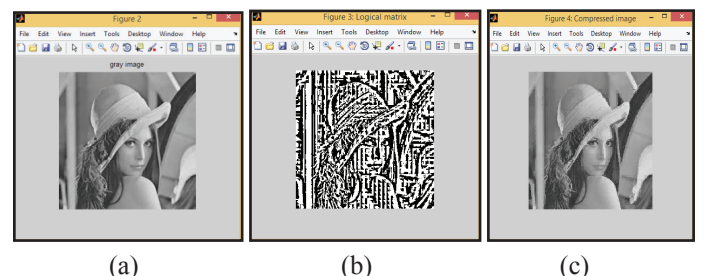 Figure 2
File Edit View Insert Tools Desktop Window Help
gray image
Figure 3: Logical matrix
File Edit View Insert Tools Desktop Window Help
Figure 4: Compressed image
File Edit View Insert Tools Desktop Window Help
(a) (b) (c)